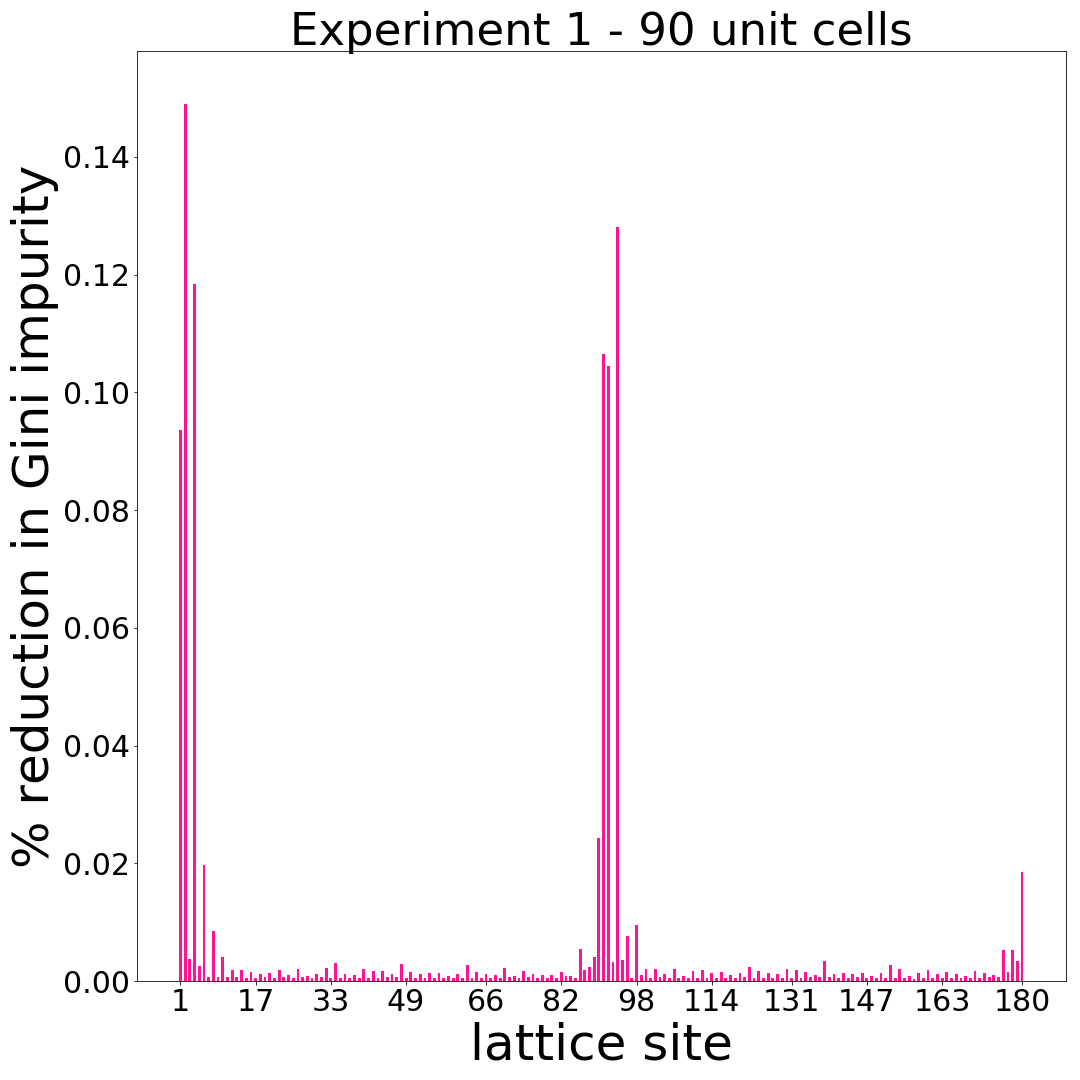 Experiment 1 - 90 unit cells
% reduction in Gini impurity
0.14
0.12
0.10
0.08
0.06
0.04
0.02
0.00
1 17 33 49 66 82 98 114 131 147 163 180
lattice site